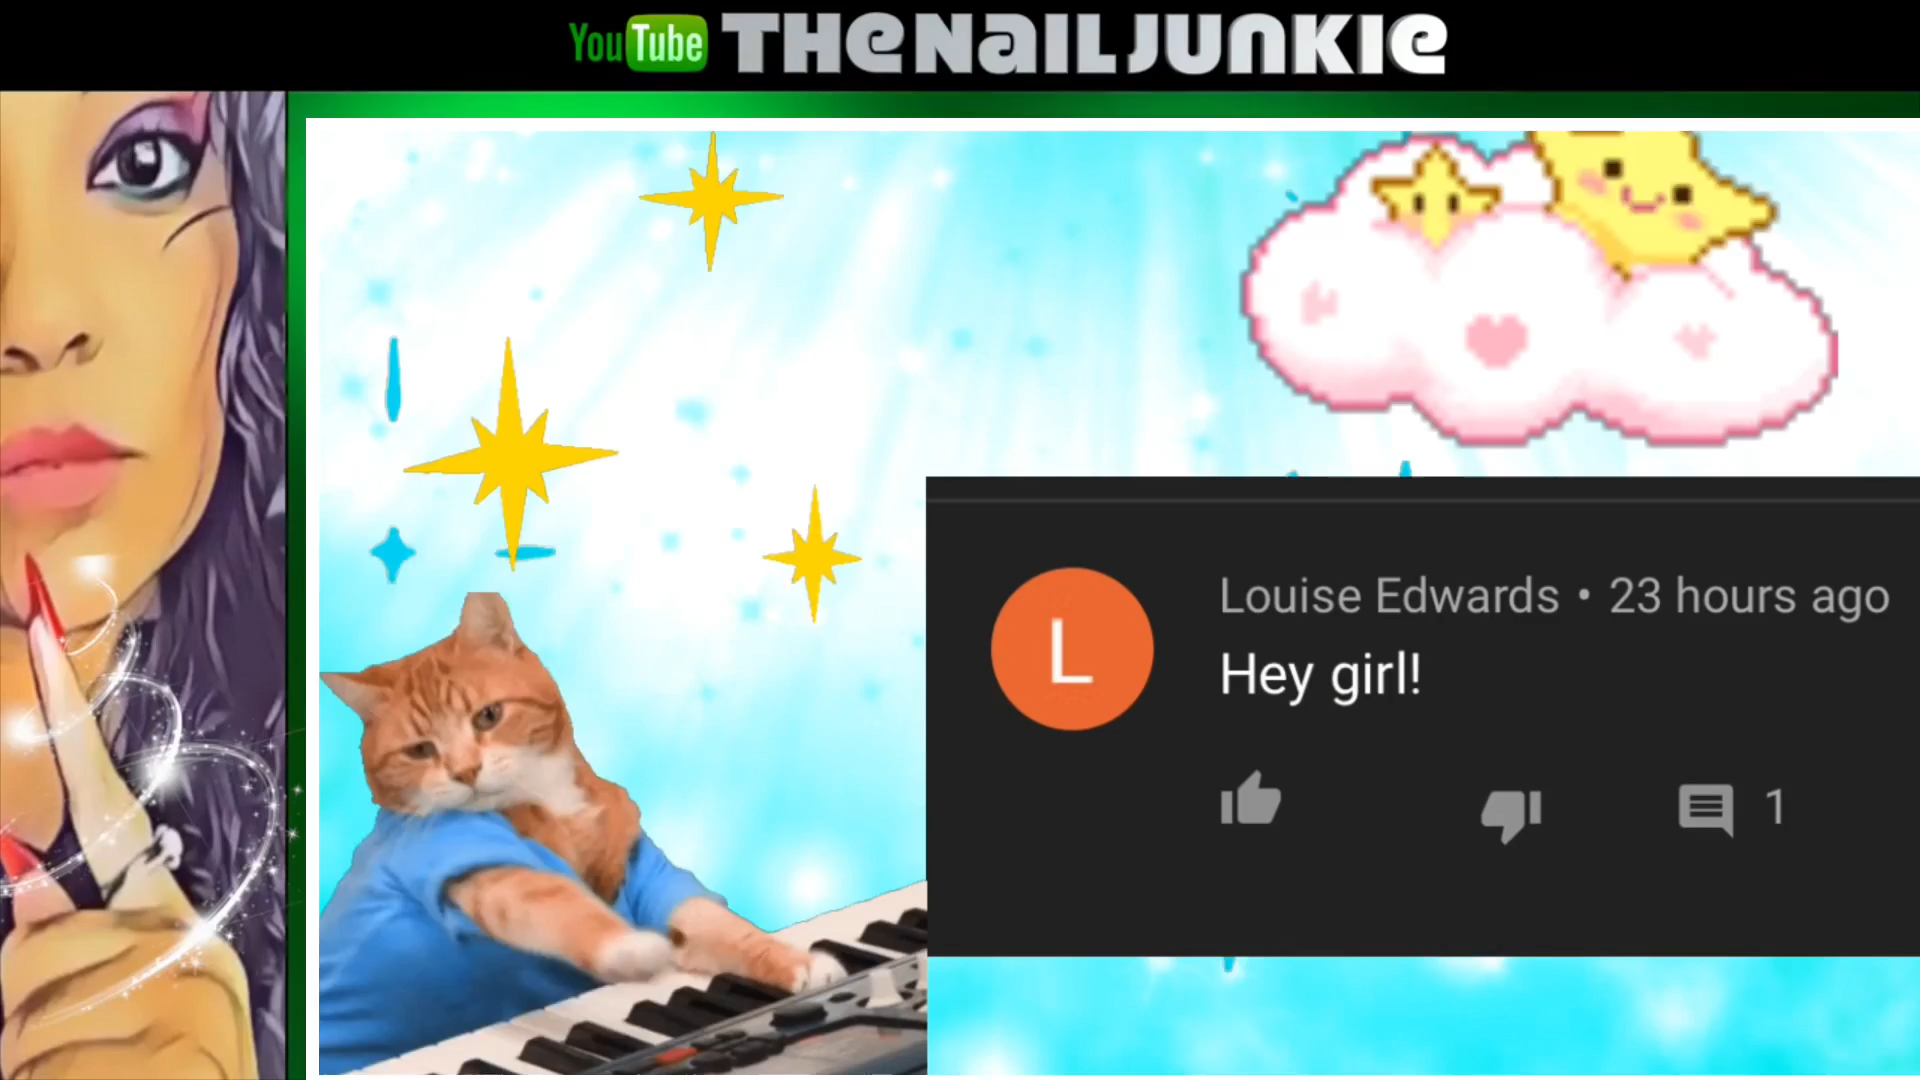 YouTube THENAILJUNKIE
Louise Edwards • 23 hours ago
L
Hey girl!
1